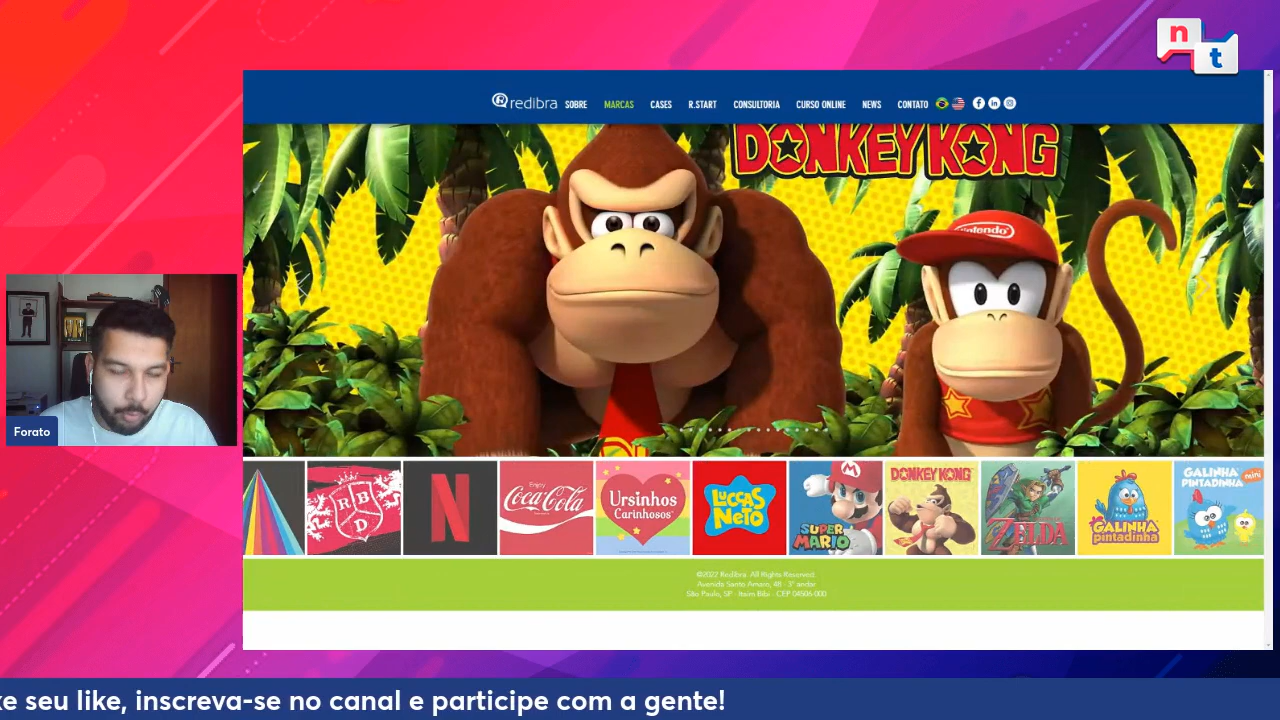 n
t
redibra SOBRE MARCAS CASES R.START CONSULTORIA CURSO ONLINE NEWS CONTATO
DONKEY KONG
Nintendo
Forato
RBD
N
Enjoy
Coca-Cola
Ursinhos
Carinhosos
LUCCAS
NETO
SUPER
MARIO
DONKEY KONG
ZELDA
GALINHA
Pintadinha
GALINHA
PINTADINHA
mini
©2022 Redibra. All Rights Reserved.
Avenida Santo Amaro, 48 - 3º andar
São Paulo, SP - Itaim Bibi - CEP 04506-000
xe seu like, inscreva-se no canal e participe com a gente!